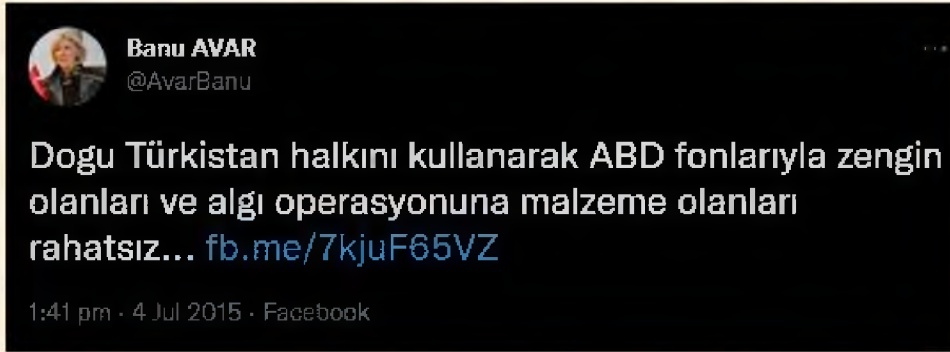 Banu AVAR
@AvarBanu
Dogu Türkistan halkını kullanarak ABD fonlarıyla zengin
olanları ve algı operasyonuna malzeme olanları
rahatsız... fb.me/7kjuF65VZ
1:41 pm · 4 Jul 2015 · Facebook